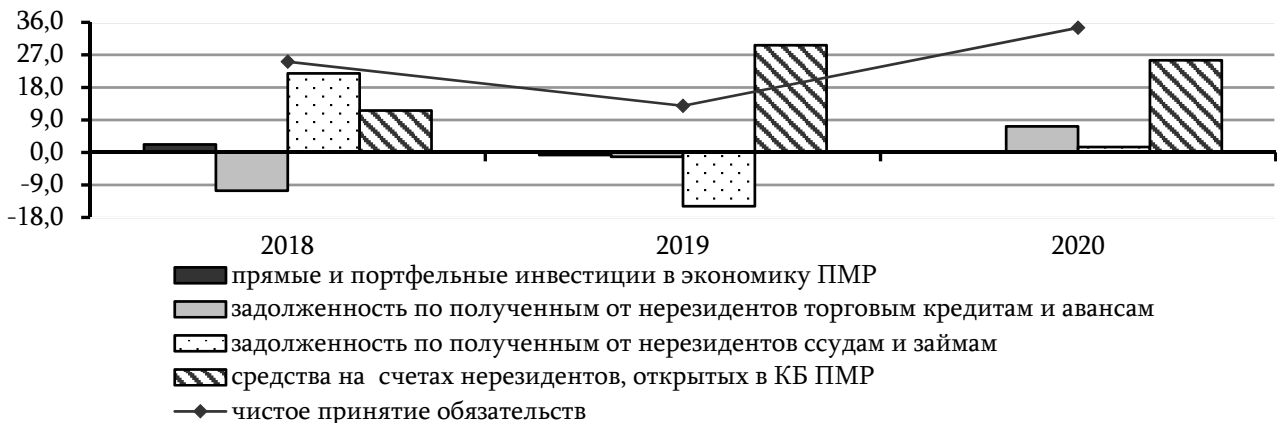 36,0
27,0
18,0
9,0
0,0
-9,0
-18,0
2018 2019 2020
прямые и портфельные инвестиции в экономику ПМР
задолженность по полученным от нерезидентов торговым кредитам и авансам
задолженность по полученным от нерезидентов ссудам и займам
средства на счетах нерезидентов, открытых в КБ ПМР
чистое принятие обязательств